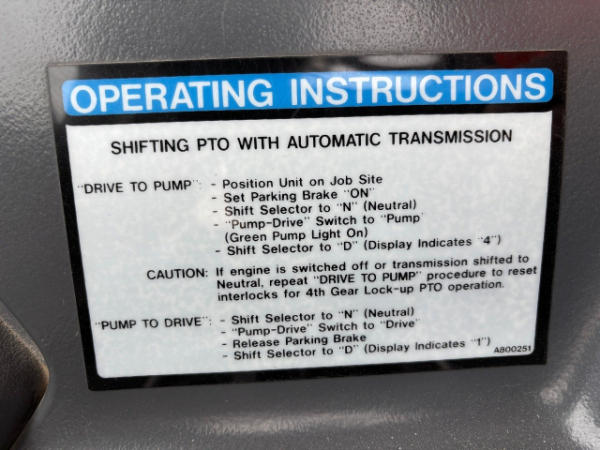 OPERATING INSTRUCTIONS
SHIFTING PTO WITH AUTOMATIC TRANSMISSION
"DRIVE TO PUMP": - Position Unit on Job Site
- Set Parking Brake "ON"
- Shift Selector to "N" (Neutral)
- "Pump-Drive" Switch to "Pump"
(Green Pump Light On)
- Shift Selector to "D" (Display Indicates "4")
CAUTION: If engine is switched off or transmission shifted to
Neutral, repeat "DRIVE TO PUMP" procedure to reset
interlocks for 4th Gear Lock-up PTO operation.
"PUMP TO DRIVE": - Shift Selector to "N" (Neutral)
- "Pump-Drive" Switch to "Drive"
- Release Parking Brake
- Shift Selector to "D" (Display Indicates "1")
A800251